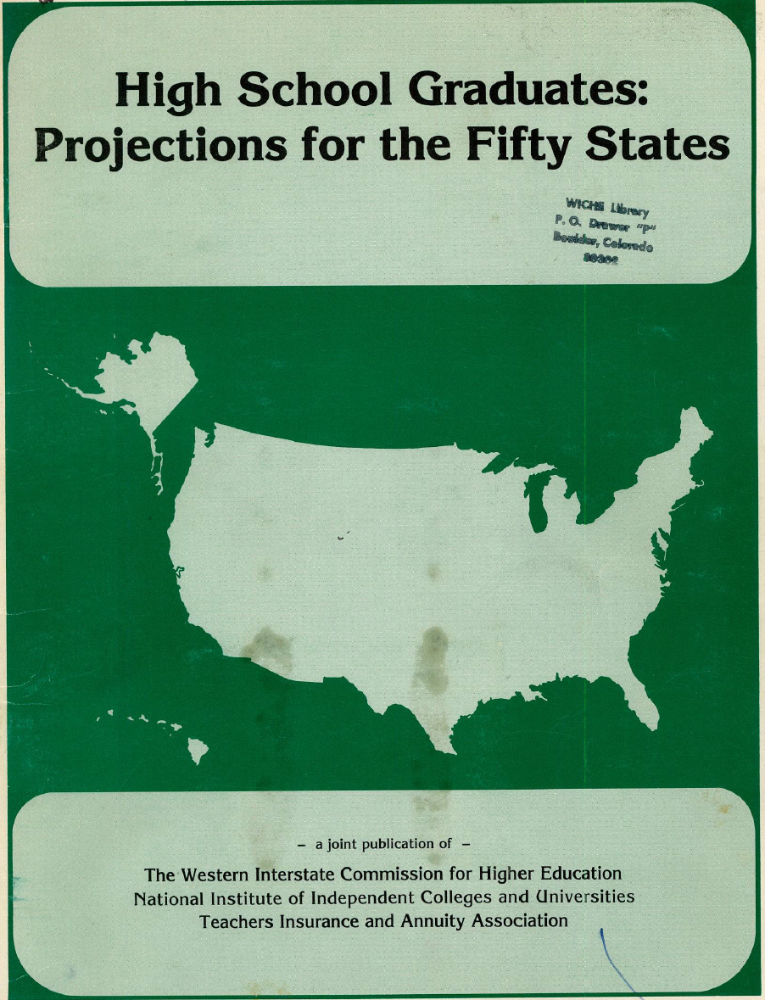 High School Graduates:
Projections for the Fifty States
WICHE Library
P. O. Drawer "P"
Boulder, Colorado
80302
– a joint publication of –
The Western Interstate Commission for Higher Education
National Institute of Independent Colleges and Universities
Teachers Insurance and Annuity Association